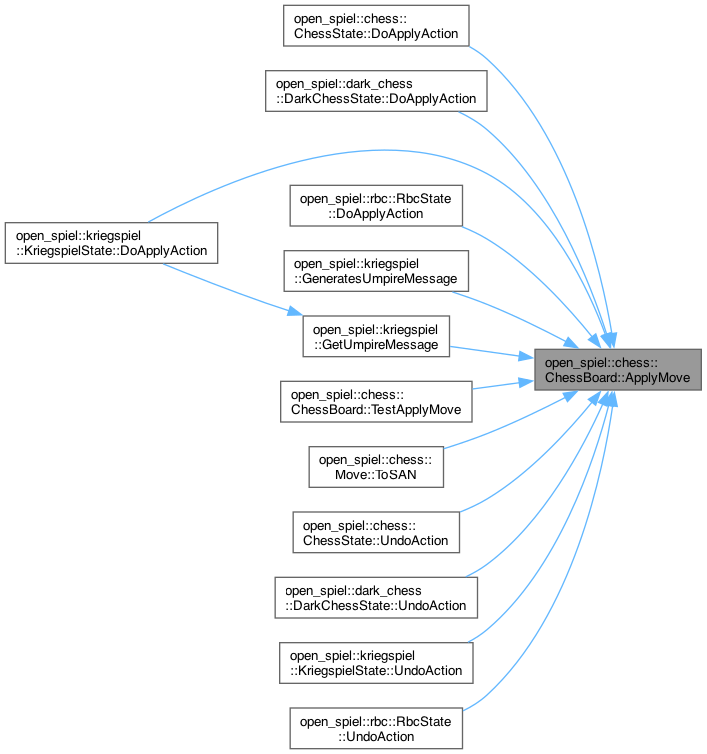 open_spiel::chess::
ChessState::DoApplyAction
open_spiel::dark_chess
::DarkChessState::DoApplyAction
open_spiel::rbc::RbcState
::DoApplyAction
open_spiel::kriegspiel
::KriegspielState::DoApplyAction
open_spiel::kriegspiel
::GeneratesUmpireMessage
open_spiel::kriegspiel
::GetUmpireMessage
open_spiel::chess::
ChessBoard::ApplyMove
open_spiel::chess::
ChessBoard::TestApplyMove
open_spiel::chess::
Move::ToSAN
open_spiel::chess::
ChessState::UndoAction
open_spiel::dark_chess
::DarkChessState::UndoAction
open_spiel::kriegspiel
::KriegspielState::UndoAction
open_spiel::rbc::RbcState
::UndoAction